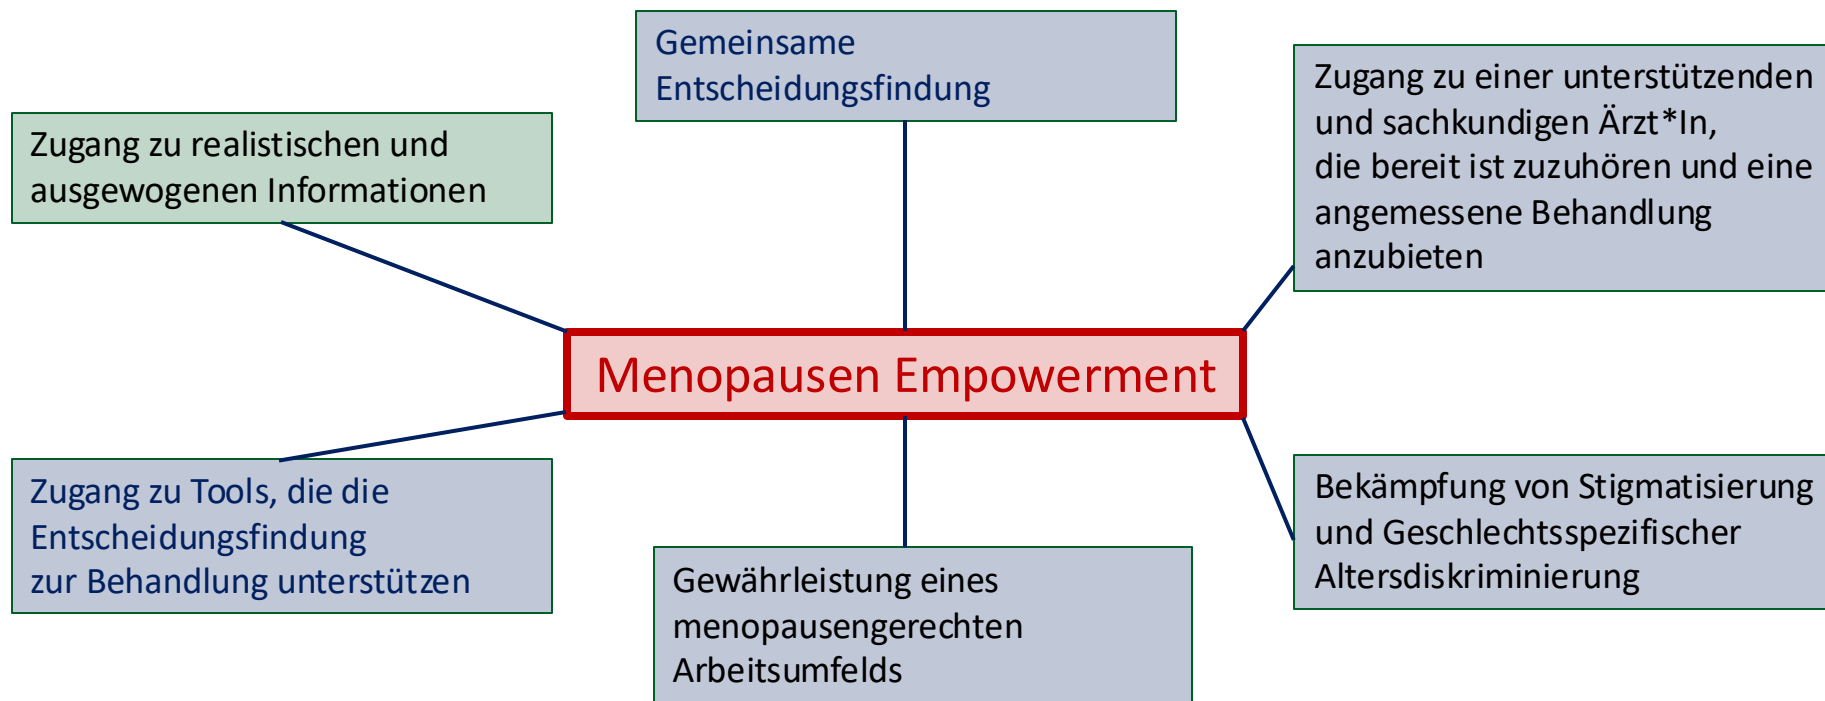 Gemeinsame
Entscheidungsfindung
Zugang zu einer unterstützenden
und sachkundigen Ärzt*In,
die bereit ist zuzuhören und eine
angemessene Behandlung
anzubieten
Zugang zu realistischen und
ausgewogenen Informationen
Menopausen Empowerment
Zugang zu Tools, die die
Entscheidungsfindung
zur Behandlung unterstützen
Gewährleistung eines
menopausengerechten
Arbeitsumfelds
Bekämpfung von Stigmatisierung
und Geschlechtsspezifischer
Altersdiskriminierung